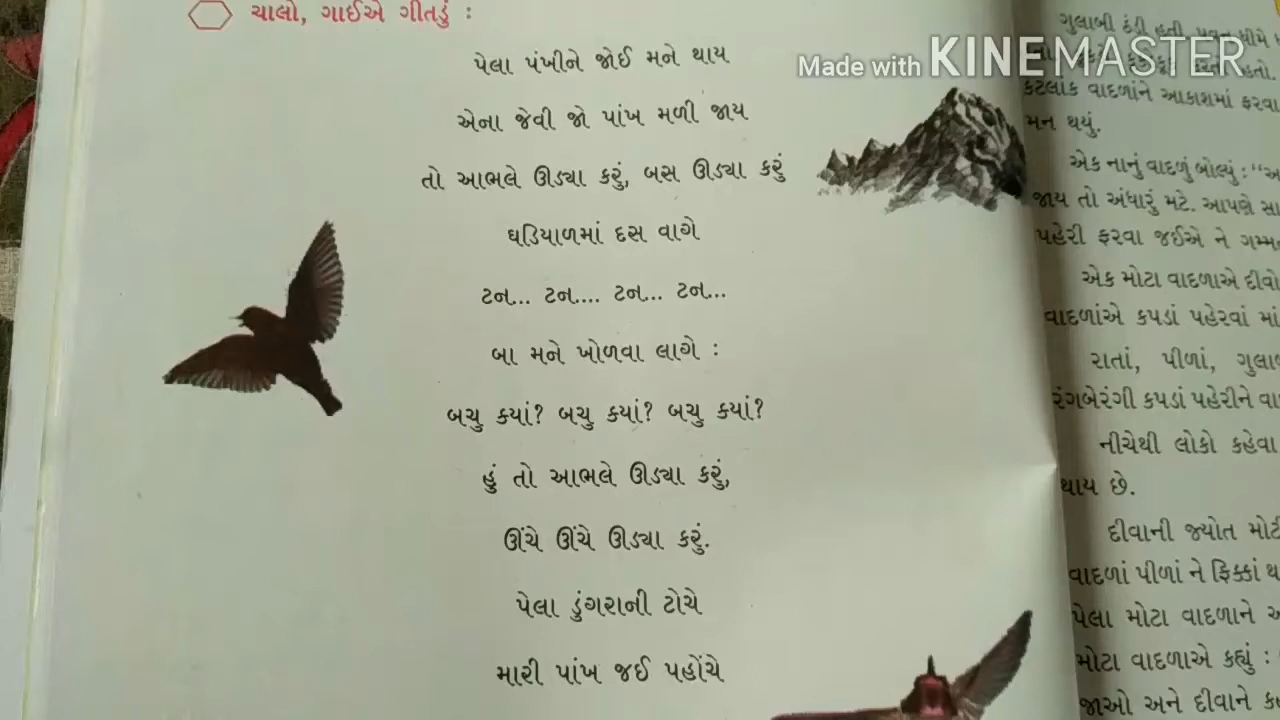 ચાલો, ગાઈએ ગીતડું :
પેલા પંખીને જોઈ મને થાય
એના જેવી જો પાંખ મળી જાય
તો આભલે ઊડ્યા કરું, બસ ઊડ્યા કરું
ઘડિયાળમાં દસ વાગે
ટન... ટન.... ટન... ટન...
બા મને ખોળવા લાગે :
બચુ ક્યાં? બચુ ક્યાં? બચુ ક્યાં?
હું તો આભલે ઊડ્યા કરું,
ઊંચે ઊંચે ઊડ્યા કરું.
પેલા ડુંગરાની ટોચે
મારી પાંખ જઈ પહોંચે
Made with KINEMASTER
ગુલાબી ઠંડી હતી
કેટલાંક વાદળાંને આકાશમાં ફરવા
મન થયું.
એક નાનું વાદળું બોલ્યું : "
જાય તો અંધારું મટે. આપણે
પહેરી ફરવા જઈએ ને
એક મોટા વાદળાએ દીવો
વાદળાંએ કપડાં પહેરવાં
રાતાં, પીળાં,
રંગબેરંગી કપડાં પહેરીને
નીચેથી લોકો કહેવા
થાય છે.
દીવાની જ્યોત
વાદળાં પીળાં ને ફિક્કાં
પેલા મોટા વાદળાને
મોટા વાદળાએ કહ્યું :
જાઓ અને દીવાને